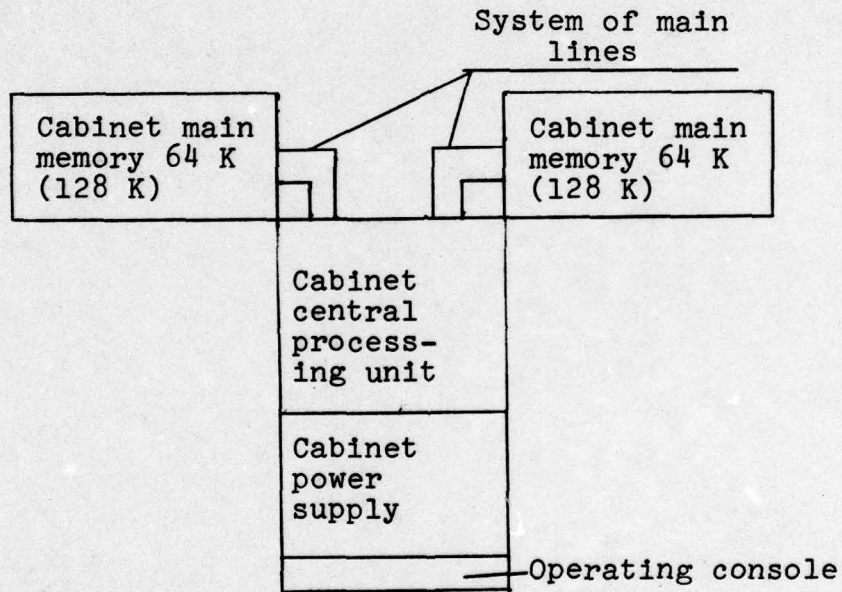 System of main
lines
Cabinet main
memory 64 K
(128 K)
Cabinet main
memory 64 K
(128 K)
Cabinet
central
process-
ing unit
Cabinet
power
supply
Operating console